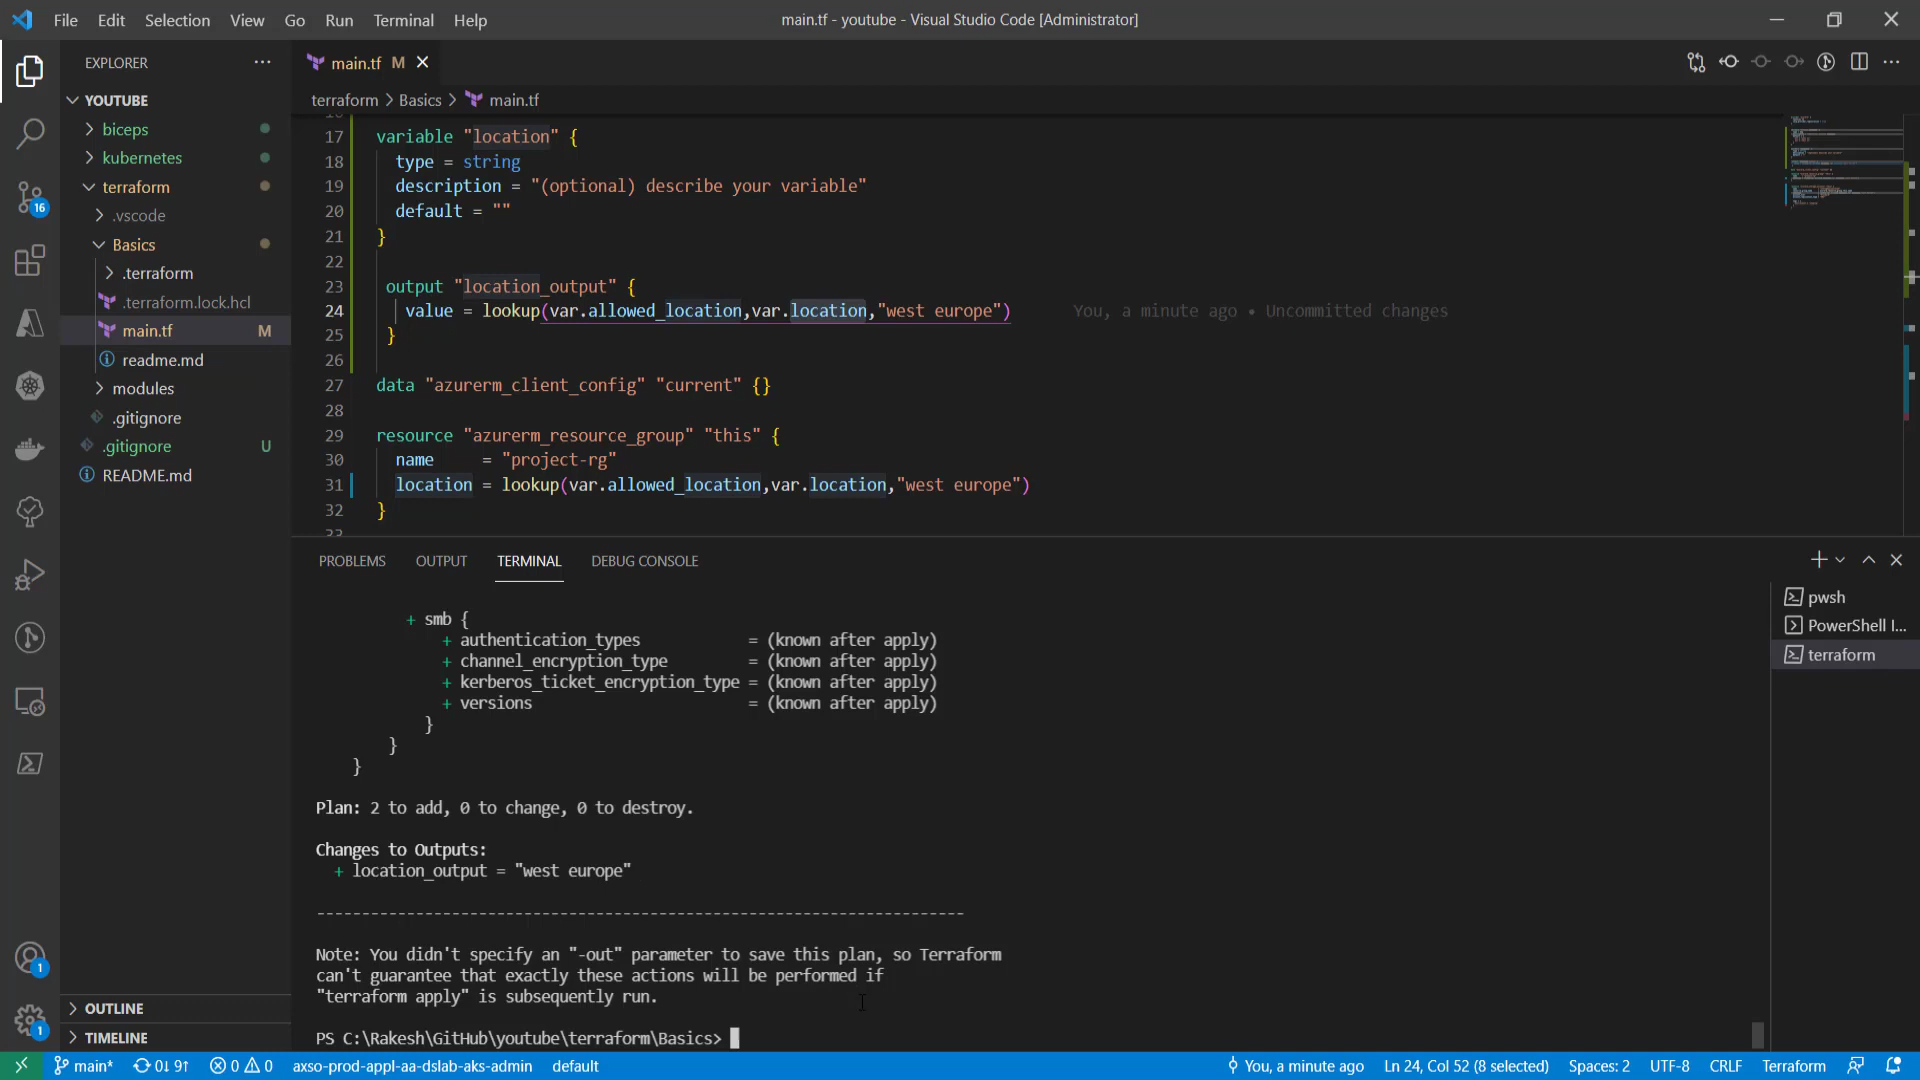 File Edit Selection View Go Run Terminal Help
main.tf - youtube - Visual Studio Code [Administrator]
EXPLORER
YOUTUBE
biceps
kubernetes
terraform
.vscode
Basics
.terraform
.terraform.lock.hcl
main.tf M
readme.md
modules
.gitignore
.gitignore U
README.md
OUTLINE
TIMELINE
16
1
1
main.tf M
terraform > Basics > main.tf
17 variable "location" {
18 type = string
19 description = "(optional) describe your variable"
20 default = ""
21 }
22
23 output "location_output" {
24 value = lookup(var.allowed_location,var.location,"west europe") You, a minute ago • Uncommitted changes
25 }
26
27 data "azurerm_client_config" "current" {}
28
29 resource "azurerm_resource_group" "this" {
30 name = "project-rg"
31 location = lookup(var.allowed_location,var.location,"west europe")
32 }
33
PROBLEMS OUTPUT TERMINAL DEBUG CONSOLE
+ smb {
+ authentication_types = (known after apply)
+ channel_encryption_type = (known after apply)
+ kerberos_ticket_encryption_type = (known after apply)
+ versions = (known after apply)
}
}
}
Plan: 2 to add, 0 to change, 0 to destroy.
Changes to Outputs:
+ location_output = "west europe"
------------------------------------------------------------------------
Note: You didn't specify an "-out" parameter to save this plan, so Terraform
can't guarantee that exactly these actions will be performed if
"terraform apply" is subsequently run.
PS C:\Rakesh\GitHub\youtube\terraform\Basics>
pwsh
PowerShell I...
terraform
main* 0↓ 9↑ 0 0 axso-prod-appl-aa-dslab-aks-admin default You, a minute ago Ln 24, Col 52 (8 selected) Spaces: 2 UTF-8 CRLF Terraform